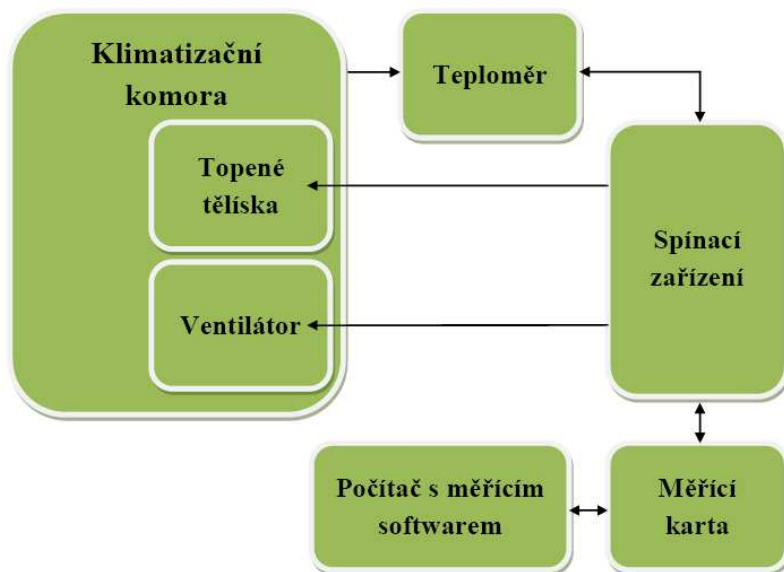 Klimatizační
komora
Teploměr
Topené
tělíska
Spínací
zařízení
Ventilátor
Počítač s měřícím
softwarem
Měřící
karta